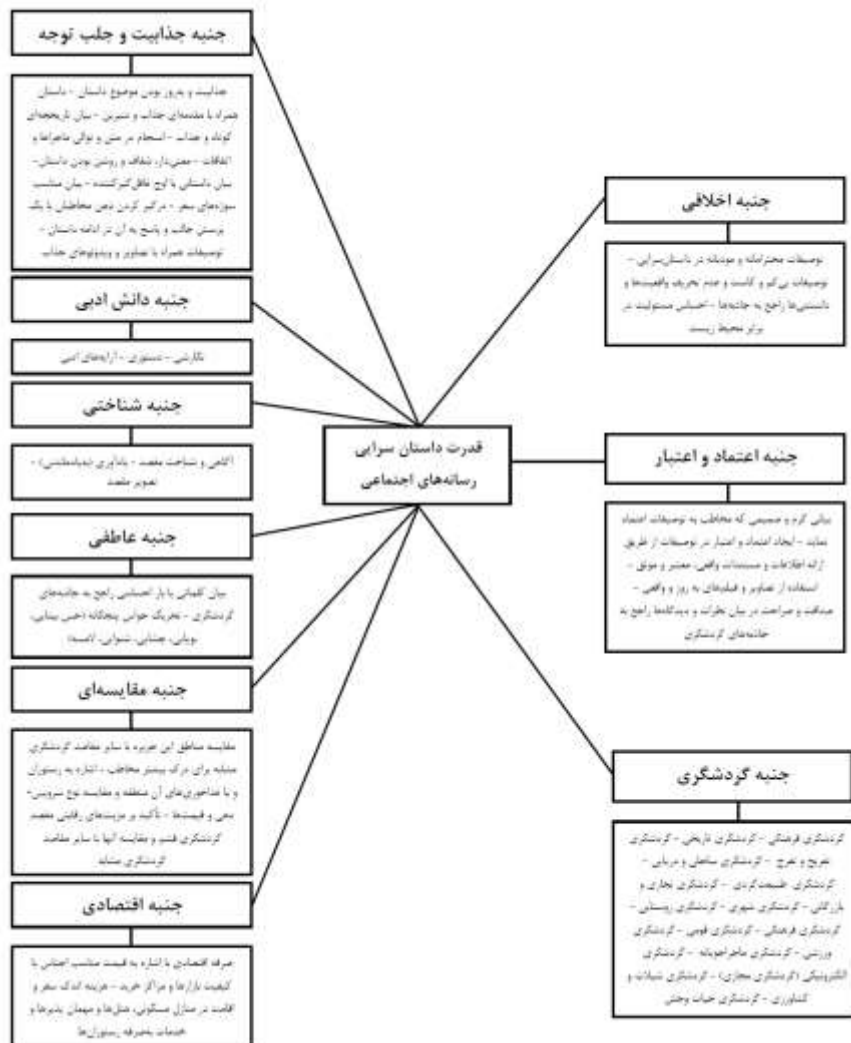 جنبه جذابیت و جلب توجه
جذابیت و به‌روز بودن موضوع داستان - داستان
همراه با مقدمه‌ای جذاب و شیرین - بیان تاریخچه‌ای
کوتاه و جذاب - انسجام در متن و توالی ماجراها و
اتفاقات - معنی‌دار، شفاف و روشن بودن داستان -
بیان داستانی با اوج غافل‌گیرکننده - بیان مناسب
سوژه‌های سفر - درگیر کردن ذهن مخاطبان با یک
پرسش جالب و پاسخ به آن در ادامه داستان -
توصیفات همراه با تصاویر و ویدئوهای جذاب
جنبه دانش ادبی
نگارشی - دستوری - آرایه‌های ادبی
جنبه شناختی
آگاهی و شناخت مقصد - یادآوری -
تصویر مقصد
جنبه عاطفی
بیان کلماتی با بار احساسی راجع به جاذبه‌های
گردشگری - تحریک حواس پنجگانه (حس بینایی،
بویایی، چشایی، شنوایی، لامسه)
جنبه مقایسه‌ای
مقایسه مناطق این جزیره با سایر مقاصد گردشگری
مشابه برای درک بیشتر مخاطب - اشاره به رستوران
و یا غذاخوری‌های آن منطقه و مقایسه نوع سرویس-
دهی و قیمت‌ها - تأکید بر مزیت‌های رقابتی مقصد
گردشگری قشم و مقایسه آنها با سایر مقاصد
گردشگری مشابه
جنبه اقتصادی
صرفه اقتصادی با اشاره به قیمت مناسب اجناس با
کیفیت بازارها و مراکز خرید - هزینه اندک سفر و
اقامت در منازل مسکونی، هتل‌ها و مهمان پذیرها و
خدمات به‌صرفه رستوران‌ها
قدرت داستان سرایی
رسانه‌های اجتماعی
جنبه اخلاقی
توصیفات محترمانه و مودبانه در داستان‌سرایی -
توصیفات بی‌کم و کاست و عدم تحریف واقعیت‌ها و
دانستنی‌ها راجع به جاذبه‌ها - احساس مسئولیت در
برابر محیط زیست
جنبه اعتماد و اعتبار
بیانی گرم و صمیمی که مخاطب به توصیفات اعتماد
نماید - ایجاد اعتماد و اعتبار در توصیفات از طریق
ارائه اطلاعات و مستندات واقعی، معتبر و موثق -
استفاده از تصاویر و فیلم‌های به روز و واقعی -
صداقت و صراحت در بیان نظرات و دیدگاه‌ها راجع به
جاذبه‌های گردشگری
جنبه گردشگری
گردشگری فرهنگی - گردشگری تاریخی - گردشگری
تفریح و تفرج - گردشگری ساحلی و دریایی -
گردشگری طبیعت‌گردی - گردشگری تجاری و
بازرگانی - گردشگری شهری - گردشگری روستایی -
گردشگری فرهنگی - گردشگری قومی - گردشگری
ورزشی - گردشگری ماجراجویانه - گردشگری
الکترونیکی (گردشگری مجازی) - گردشگری شیلات و
کشاورزی - گردشگری حیات وحش